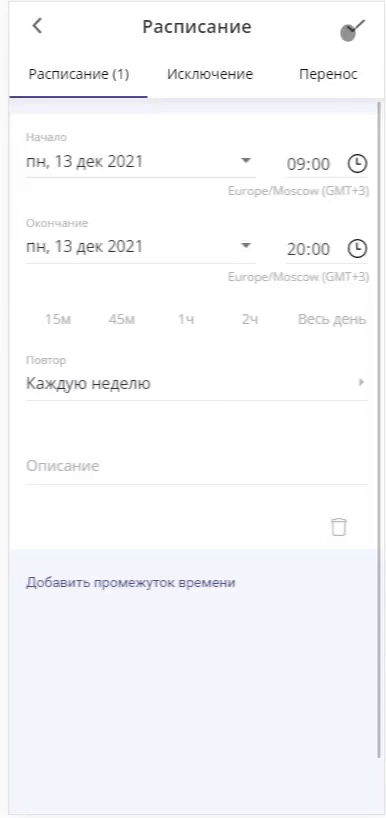 Расписание
Расписание (1) Исключение Перенос
Начало
пн, 13 дек 2021 09:00
Europe/Moscow (GMT+3)
Окончание
пн, 13 дек 2021 20:00
Europe/Moscow (GMT+3)
15м 45м 1ч 2ч Весь день
Повтор
Каждую неделю
Описание
Добавить промежуток времени